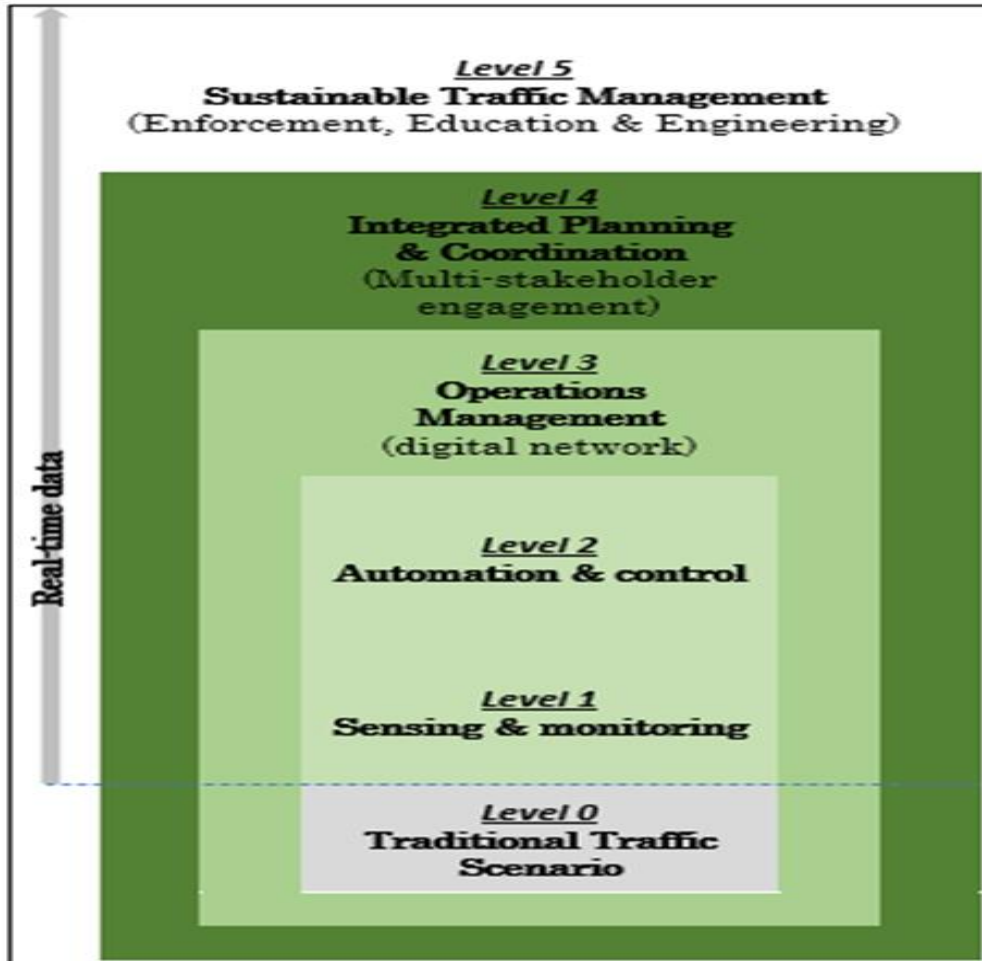 Level 5
Sustainable Traffic Management
(Enforcement, Education & Engineering)
Level 4
Integrated Planning
& Coordination
(Multi-stakeholder
engagement)
Level 3
Operations
Management
(digital network)
Level 2
Automation & control
Level 1
Sensing & monitoring
Level 0
Traditional Traffic
Scenario
Real-time data